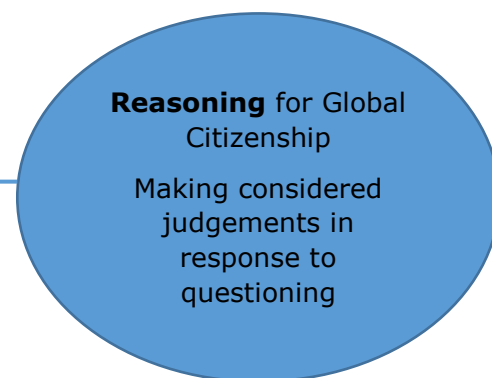 Reasoning for Global
Citizenship
Making considered
judgements in
response to
questioning